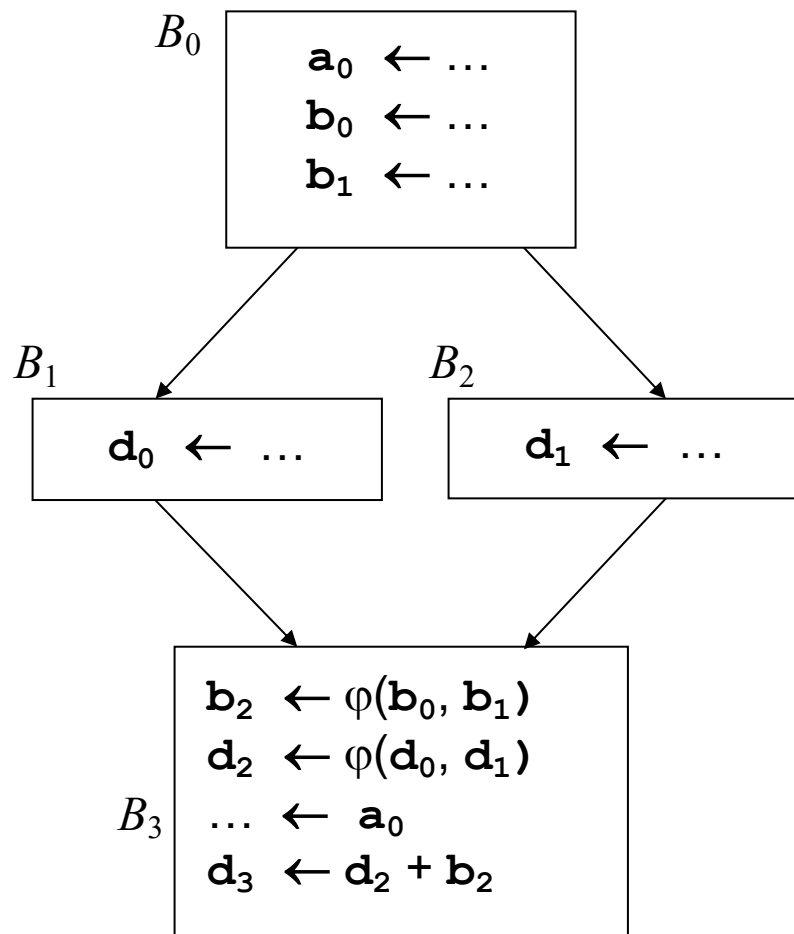 B₀
a₀ ← …
b₀ ← …
b₁ ← …
B₁
d₀ ← …
B₂
d₁ ← …
b₂ ← φ(b₀, b₁)
d₂ ← φ(d₀, d₁)
B₃
… ← a₀
d₃ ← d₂ + b₂